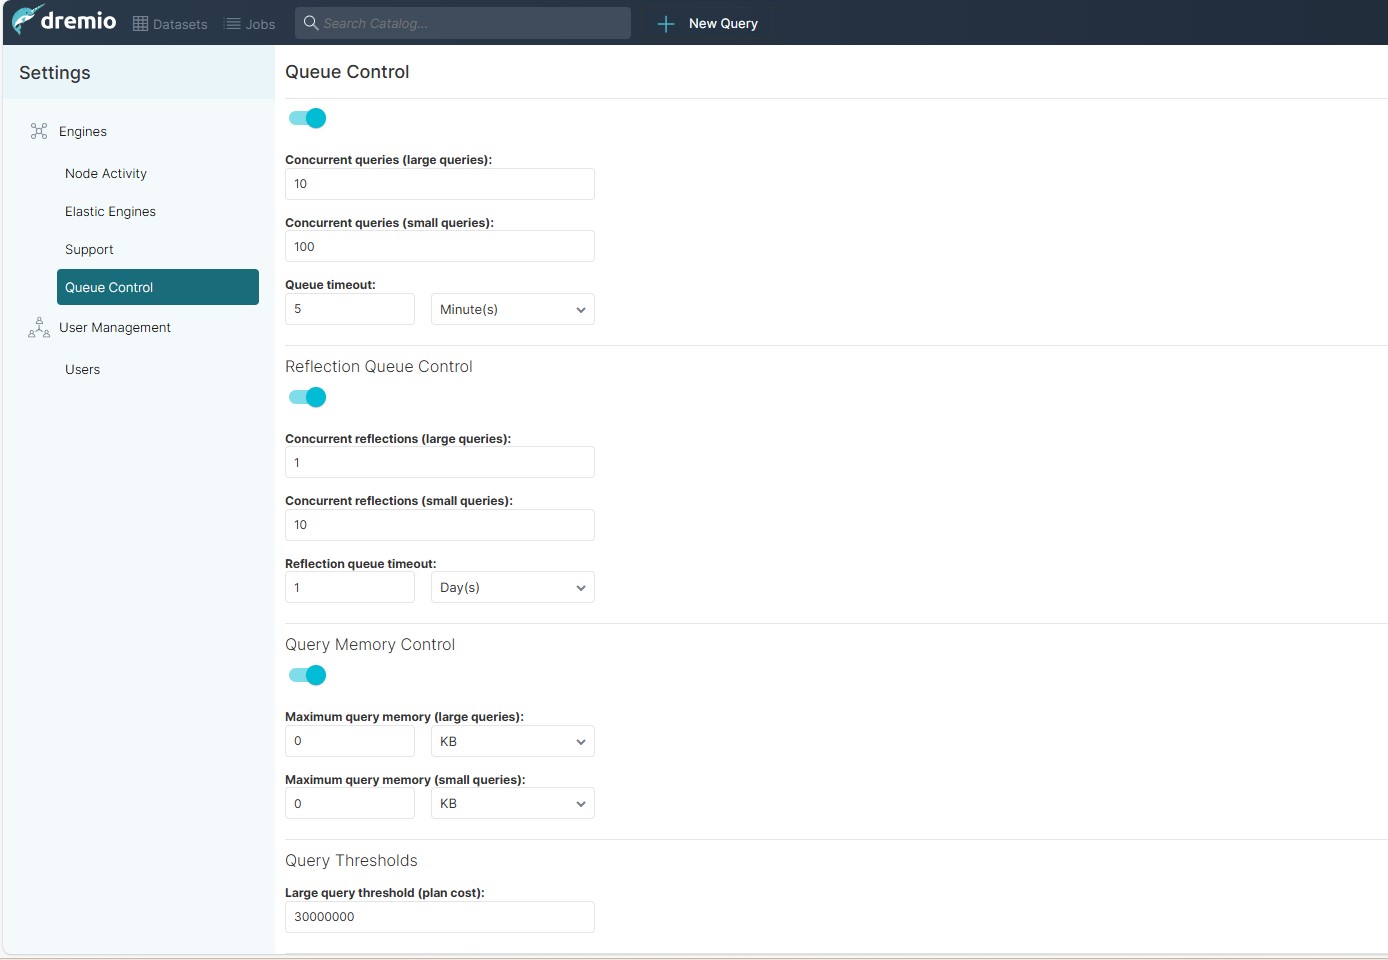 dremio Datasets Jobs Search Catalog... New Query
Settings
Engines
Node Activity
Elastic Engines
Support
Queue Control
User Management
Users
Queue Control
Concurrent queries (large queries):
10
Concurrent queries (small queries):
100
Queue timeout:
5 Minute(s)
Reflection Queue Control
Concurrent reflections (large queries):
1
Concurrent reflections (small queries):
10
Reflection queue timeout:
1 Day(s)
Query Memory Control
Maximum query memory (large queries):
0 KB
Maximum query memory (small queries):
0 KB
Query Thresholds
Large query threshold (plan cost):
30000000